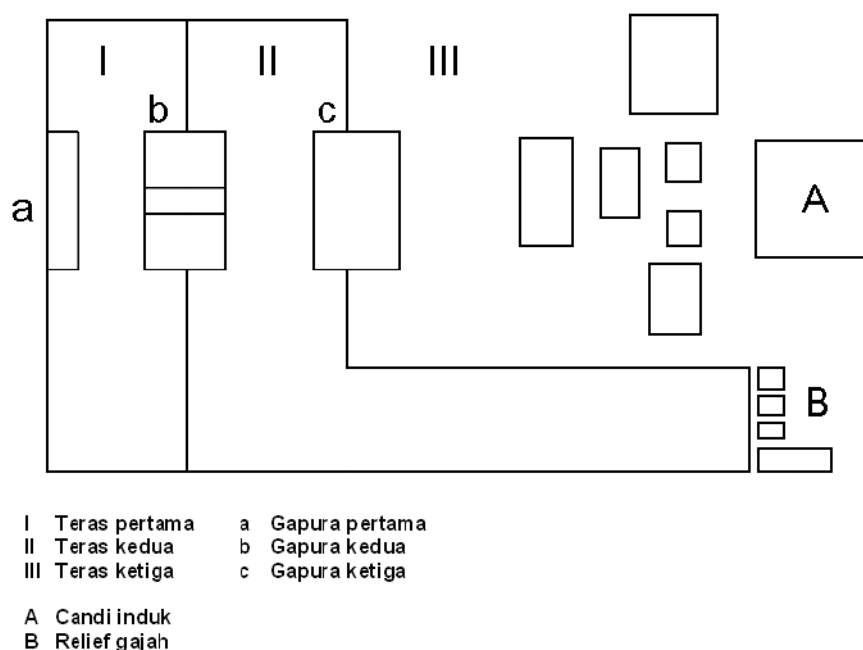 I II III
b c
a A
B
I Teras pertama a Gapura pertama
II Teras kedua b Gapura kedua
III Teras ketiga c Gapura ketiga
A Candi induk
B Relief gajah